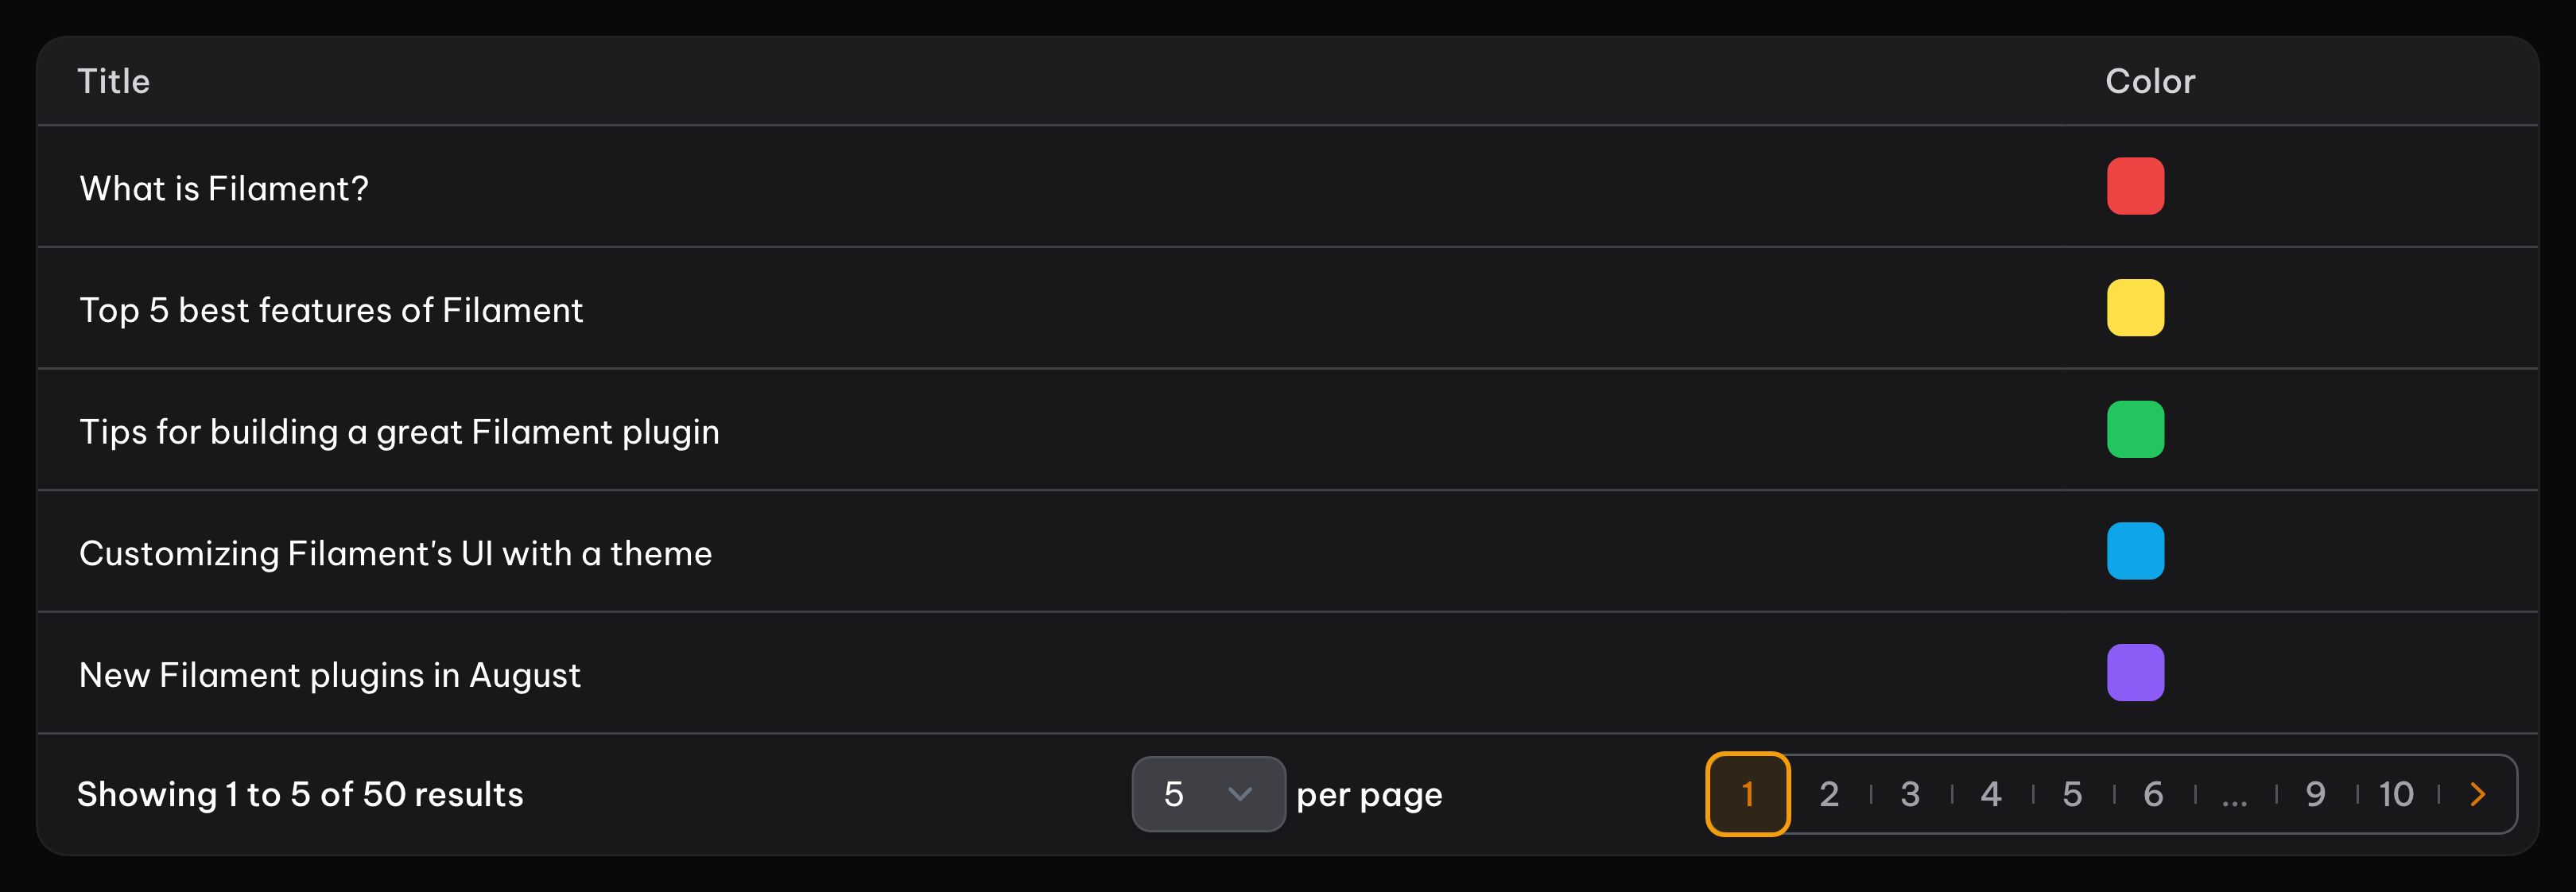 Title Color
What is Filament?
Top 5 best features of Filament
Tips for building a great Filament plugin
Customizing Filament's UI with a theme
New Filament plugins in August
Showing 1 to 5 of 50 results 5 per page 1 2 3 4 5 6 ... 9 10